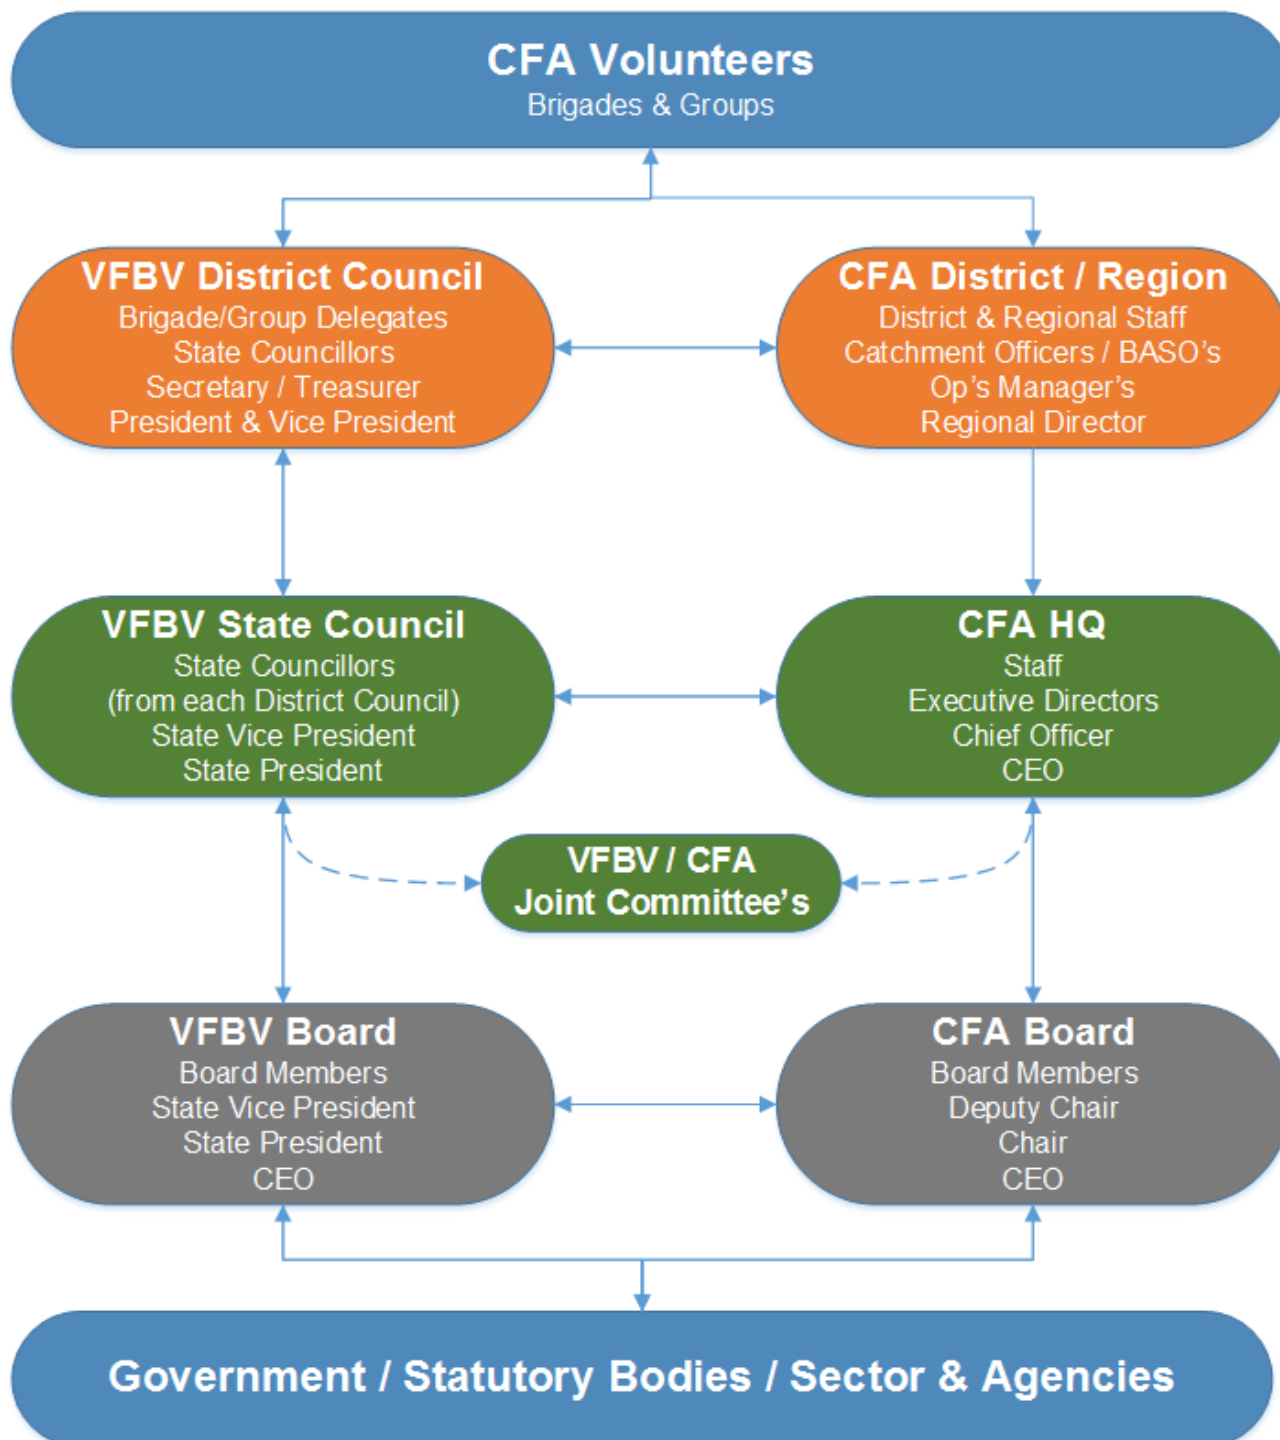 CFA Volunteers
Brigades & Groups
VFBV District Council
Brigade/Group Delegates
State Councillors
Secretary / Treasurer
President & Vice President
CFA District / Region
District & Regional Staff
Catchment Officers / BASO's
Op's Manager's
Regional Director
VFBV State Council
State Councillors
(from each District Council)
State Vice President
State President
CFA HQ
Staff
Executive Directors
Chief Officer
CEO
VFBV / CFA
Joint Committee's
VFBV Board
Board Members
State Vice President
State President
CEO
CFA Board
Board Members
Deputy Chair
Chair
CEO
Government / Statutory Bodies / Sector & Agencies